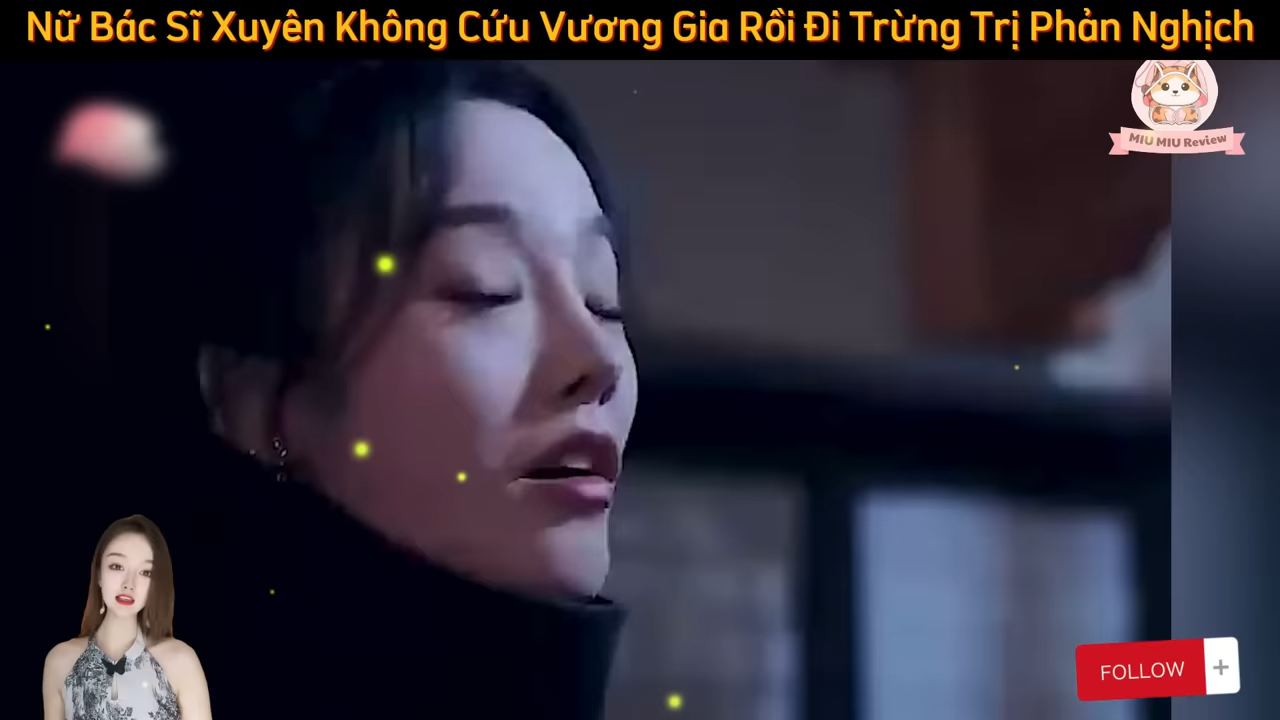 Nữ Bác Sĩ Xuyên Không Cứu Vương Gia Rồi Đi Trừng Trị Phản Nghịch
MIU MIU Review
FOLLOW +